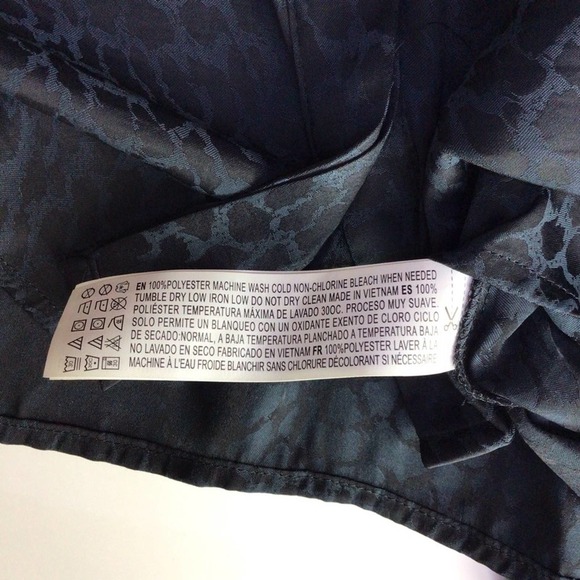 EN 100%POLYESTER MACHINE WASH COLD NON-CHLORINE BLEACH WHEN NEEDED
TUMBLE DRY LOW IRON LOW DO NOT DRY CLEAN MADE IN VIETNAM ES 100%
POLIÉSTER TEMPERATURA MÁXIMA DE LAVADO 30OC. PROCESO MUY SUAVE.
SOLO PERMITE UN BLANQUEO CON UN OXIDANTE EXENTO DE CLORO CICLO
DE SECADO:NORMAL, A BAJA TEMPERATURA PLANCHADO A TEMPERATURA BAJA
NO LAVADO EN SECO FABRICADO EN VIETNAM FR 100%POLYESTER LAVER À LA
MACHINE À L'EAU FROIDE BLANCHIR SANS CHLORURE DÉCOLORANT SI NÉCESSAIRE